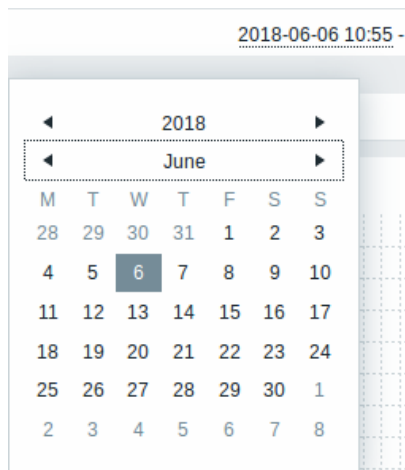 2018-06-06 10:55 -
2018
June
M T W T F S S
28 29 30 31 1 2 3
4 5 6 7 8 9 10
11 12 13 14 15 16 17
18 19 20 21 22 23 24
25 26 27 28 29 30 1
2 3 4 5 6 7 8